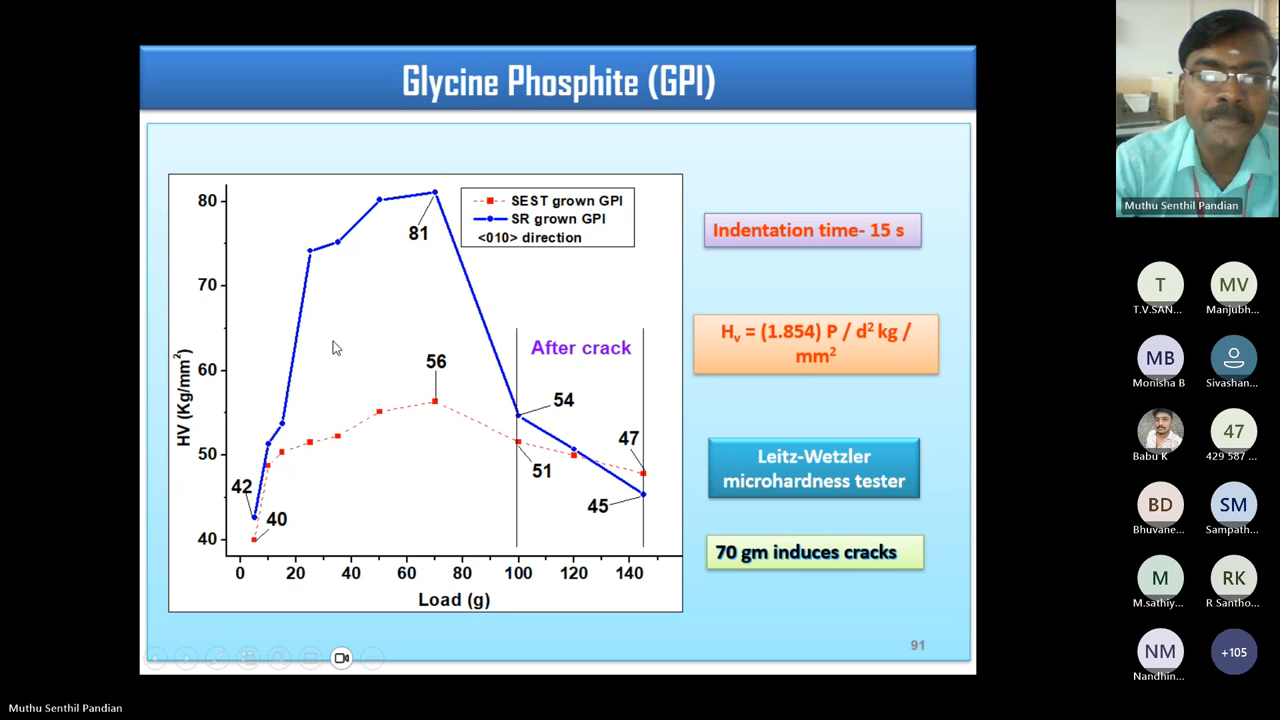 Glycine Phosphite (GPI)
80
70
60
50
40
HV (Kg/mm²)
0 20 40 60 80 100 120 140
Load (g)
SEST grown GPI
SR grown GPI
<010> direction
81
56
After crack
54
51
47
45
42
40
Indentation time- 15 s
Hᵥ = (1.854) P / d² kg /
mm²
Leitz-Wetzler
microhardness tester
70 gm induces cracks
91
Muthu Senthil Pandian
T
T.V.SAN...
MV
Manjubh...
MB
Monisha B
Sivashan...
Babu K
47
429 587 ...
BD
Bhuvane...
SM
Sampath...
M
M.sathiy...
RK
R Santho...
NM
Nandhin...
+105
Muthu Senthil Pandian